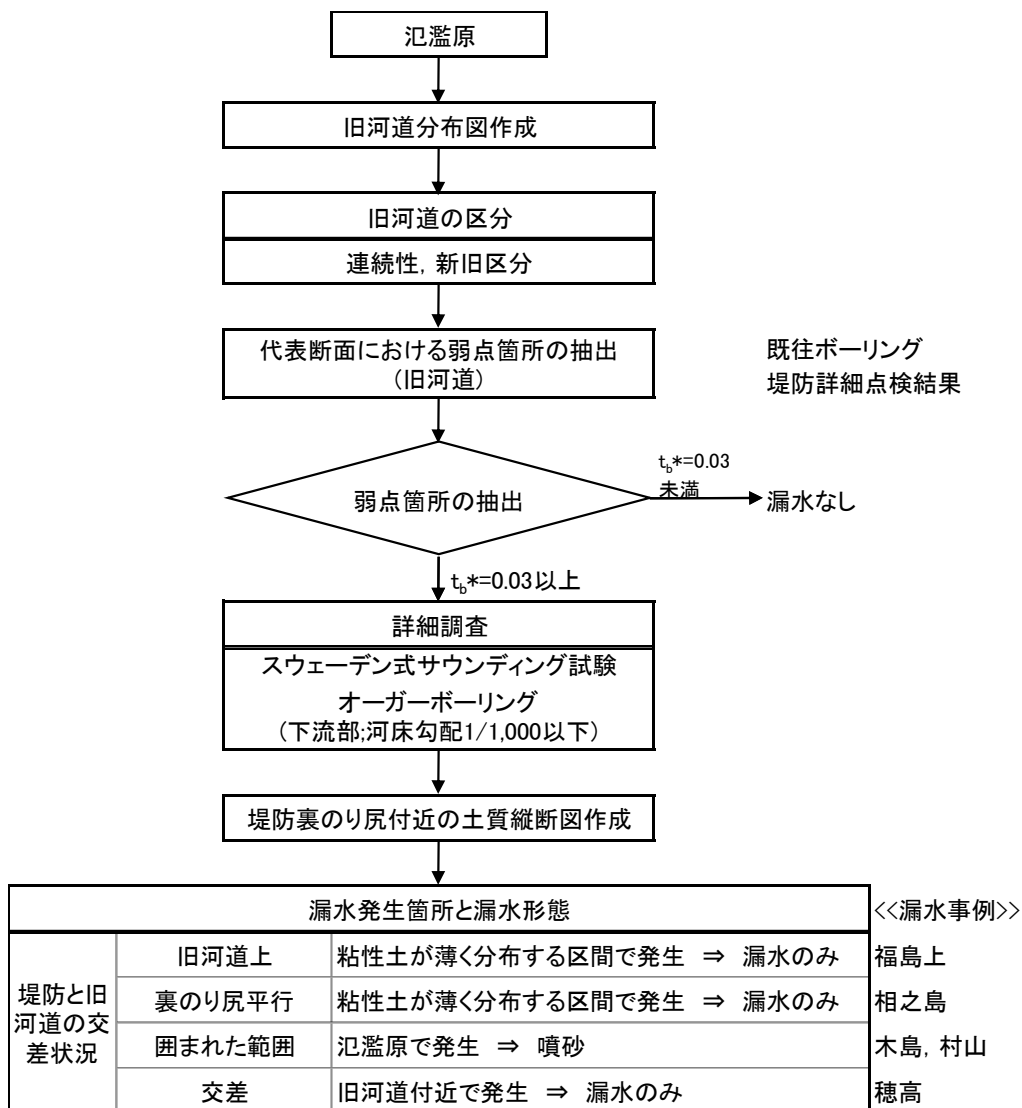 氾濫原
旧河道分布図作成
旧河道の区分
連続性, 新旧区分
代表断面における弱点箇所の抽出
(旧河道)
既往ボーリング
堤防詳細点検結果
弱点箇所の抽出
tb*=0.03
未満
漏水なし
tb*=0.03以上
詳細調査
スウェーデン式サウンディング試験
オーガーボーリング
(下流部;河床勾配1/1,000以下)
堤防裏のり尻付近の土質縦断図作成
漏水発生箇所と漏水形態
<<漏水事例>>
堤防と旧
河道の交
差状況
旧河道上
粘性土が薄く分布する区間で発生 ⇒ 漏水のみ
福島上
裏のり尻平行
粘性土が薄く分布する区間で発生 ⇒ 漏水のみ
相之島
囲まれた範囲
氾濫原で発生 ⇒ 噴砂
木島, 村山
交差
旧河道付近で発生 ⇒ 漏水のみ
穂高